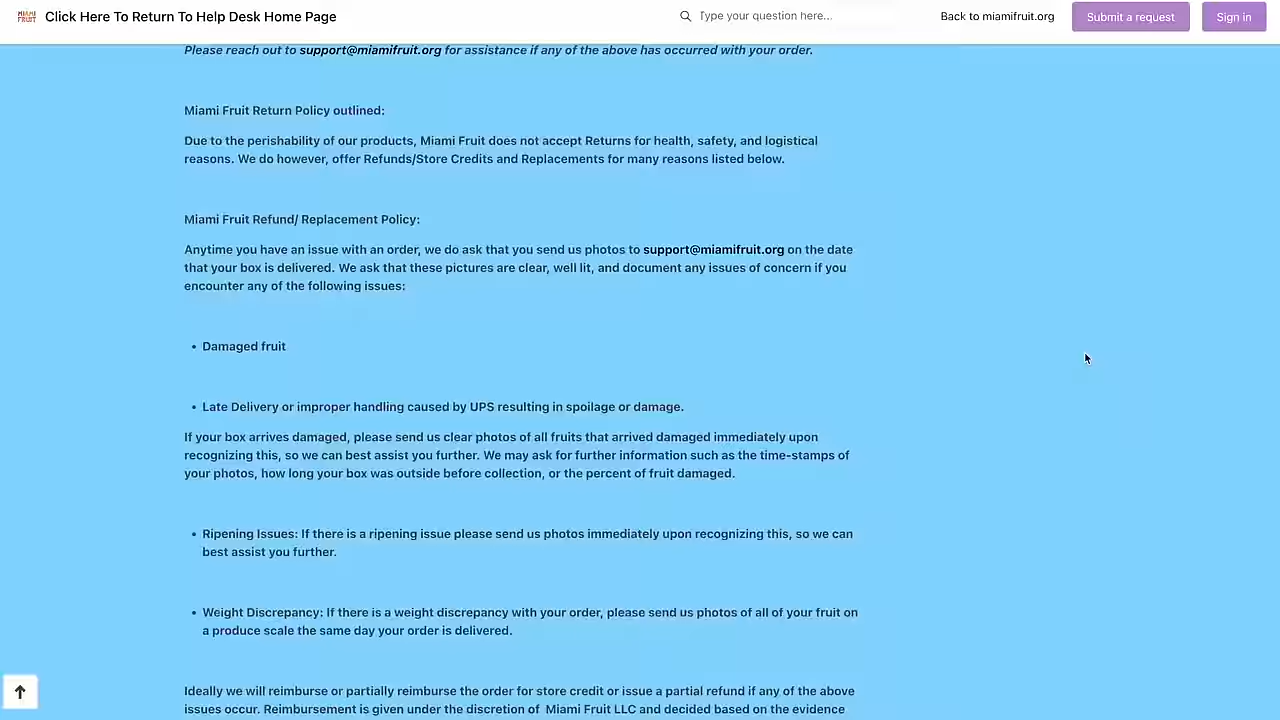 MIAMI FRUIT
Click Here To Return To Help Desk Home Page
Type your question here...
Back to miamifruit.org
Submit a request
Sign in
Please reach out to support@miamifruit.org for assistance if any of the above has occurred with your order.
Miami Fruit Return Policy outlined:
Due to the perishability of our products, Miami Fruit does not accept Returns for health, safety, and logistical
reasons. We do however, offer Refunds/Store Credits and Replacements for many reasons listed below.
Miami Fruit Refund/ Replacement Policy:
Anytime you have an issue with an order, we do ask that you send us photos to support@miamifruit.org on the date
that your box is delivered. We ask that these pictures are clear, well lit, and document any issues of concern if you
encounter any of the following issues:
• Damaged fruit
• Late Delivery or improper handling caused by UPS resulting in spoilage or damage.
If your box arrives damaged, please send us clear photos of all fruits that arrived damaged immediately upon
recognizing this, so we can best assist you further. We may ask for further information such as the time-stamps of
your photos, how long your box was outside before collection, or the percent of fruit damaged.
• Ripening Issues: If there is a ripening issue please send us photos immediately upon recognizing this, so we can
best assist you further.
• Weight Discrepancy: If there is a weight discrepancy with your order, please send us photos of all of your fruit on
a produce scale the same day your order is delivered.
Ideally we will reimburse or partially reimburse the order for store credit or issue a partial refund if any of the above
issues occur. Reimbursement is given under the discretion of  Miami Fruit LLC and decided based on the evidence